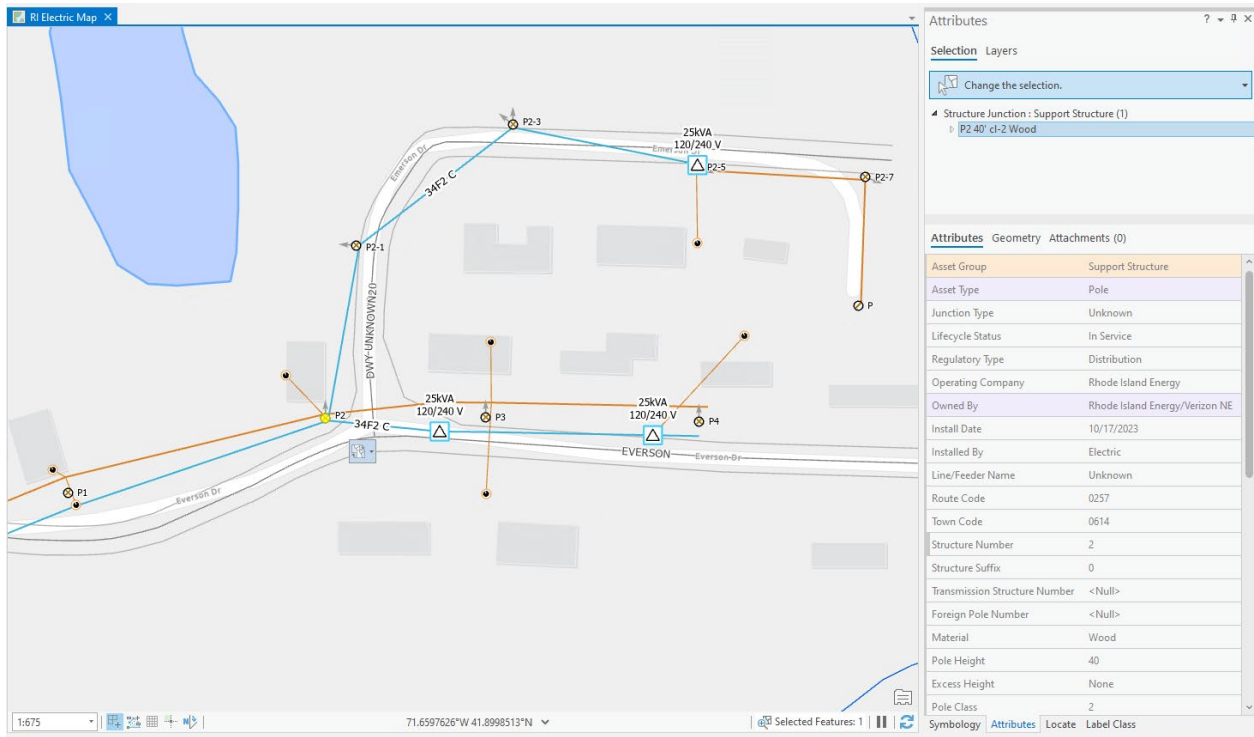 RI Electric Map
P2-3
25kVA
120/240 V
Emerson Dr
P2-5
P2-7
Emerson Dr
34F2 C
P2-1
DWY-UNKNOWN20
P
25kVA
120/240 V
25kVA
120/240 V
P2
34F2 C
P3
P4
EVERSON
Everson Dr
P1
Everson Dr
1:675
71.6597626°W 41.8998513°N
Selected Features: 1
Attributes
Selection Layers
Change the selection.
Structure Junction : Support Structure (1)
P2 40' cl-2 Wood
Attributes Geometry Attachments (0)
Asset Group Support Structure
Asset Type Pole
Junction Type Unknown
Lifecycle Status In Service
Regulatory Type Distribution
Operating Company Rhode Island Energy
Owned By Rhode Island Energy/Verizon NE
Install Date 10/17/2023
Installed By Electric
Line/Feeder Name Unknown
Route Code 0257
Town Code 0614
Structure Number 2
Structure Suffix 0
Transmission Structure Number <Null>
Foreign Pole Number <Null>
Material Wood
Pole Height 40
Excess Height None
Pole Class 2
Symbology Attributes Locate Label Class